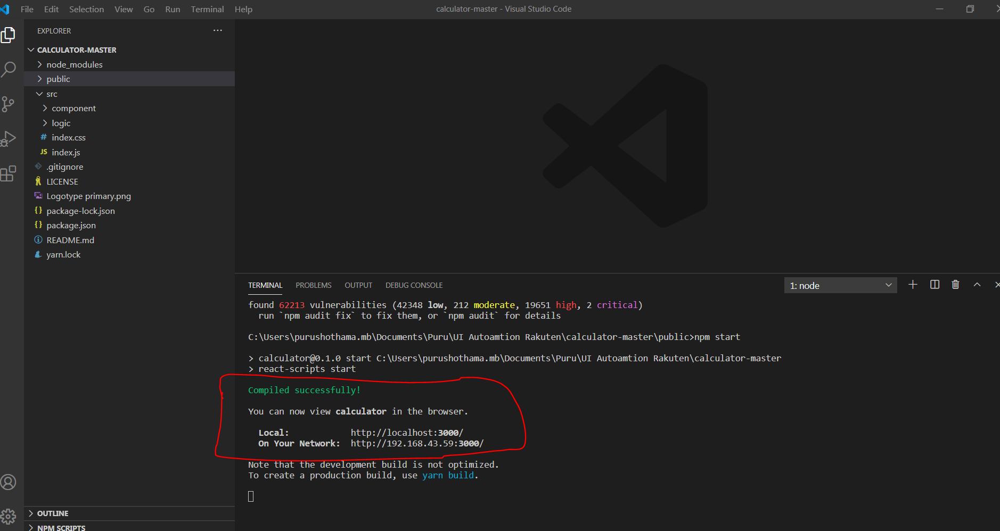 File Edit Selection View Go Run Terminal Help
calculator-master - Visual Studio Code
EXPLORER
CALCULATOR-MASTER
node_modules
public
src
component
logic
# index.css
JS index.js
.gitignore
LICENSE
Logotype primary.png
{} package-lock.json
{} package.json
README.md
yarn.lock
OUTLINE
NPM SCRIPTS
TERMINAL PROBLEMS OUTPUT DEBUG CONSOLE
1: node
found 62213 vulnerabilities (42348 low, 212 moderate, 19651 high, 2 critical)
run `npm audit fix` to fix them, or `npm audit` for details
C:\Users\purushothama.mb\Documents\Puru\UI Autoamtion Rakuten\calculator-master\public>npm start
> calculator@0.1.0 start C:\Users\purushothama.mb\Documents\Puru\UI Autoamtion Rakuten\calculator-master
> react-scripts start
Compiled successfully!
You can now view calculator in the browser.
Local: http://localhost:3000/
On Your Network: http://192.168.43.59:3000/
Note that the development build is not optimized.
To create a production build, use yarn build.